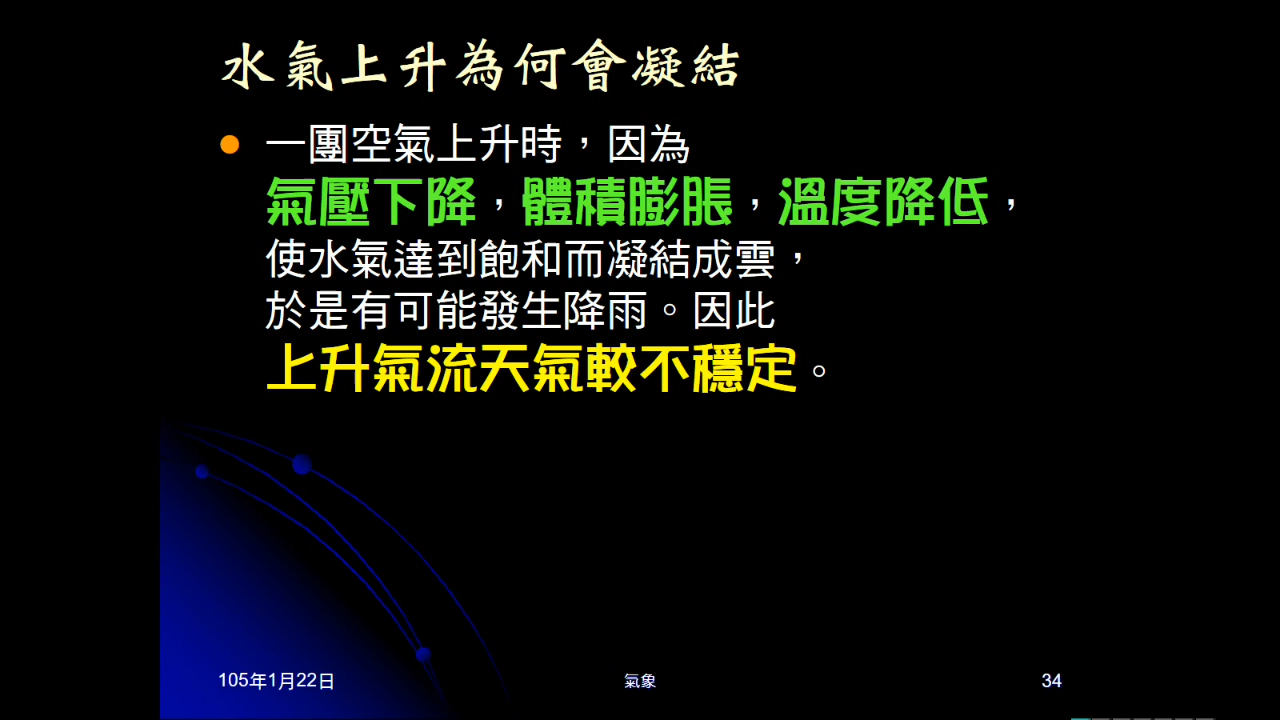 水氣上升為何會凝結
一團空氣上升時，因為
氣壓下降，體積膨脹，溫度降低，
使水氣達到飽和而凝結成雲，
於是有可能發生降雨。因此
上升氣流天氣較不穩定。
105年1月22日
氣象
34